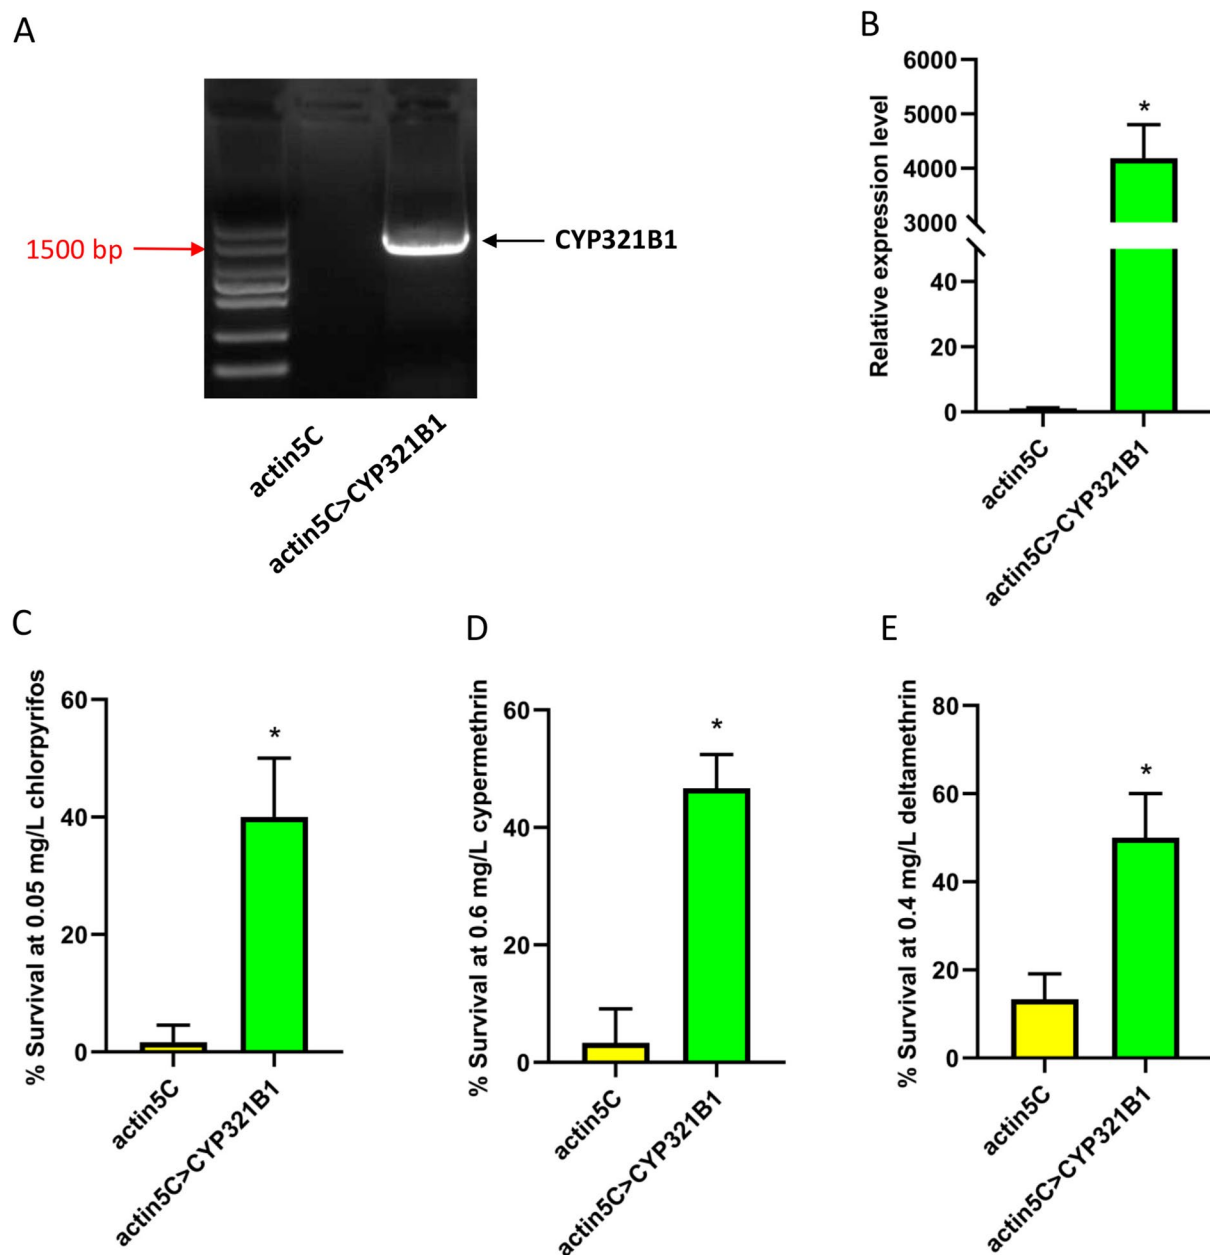 A
1500 bp
CYP321B1
actin5C
actin5C>CYP321B1
B
Relative expression level
6000
5000
4000
3000
40
20
0
actin5C
actin5C>CYP321B1
*
C
% Survival at 0.05 mg/L chlorpyrifos
60
40
20
0
actin5C
actin5C>CYP321B1
*
D
% Survival at 0.6 mg/L cypermethrin
60
40
20
0
actin5C
actin5C>CYP321B1
*
E
% Survival at 0.4 mg/L deltamethrin
80
60
40
20
0
actin5C
actin5C>CYP321B1
*